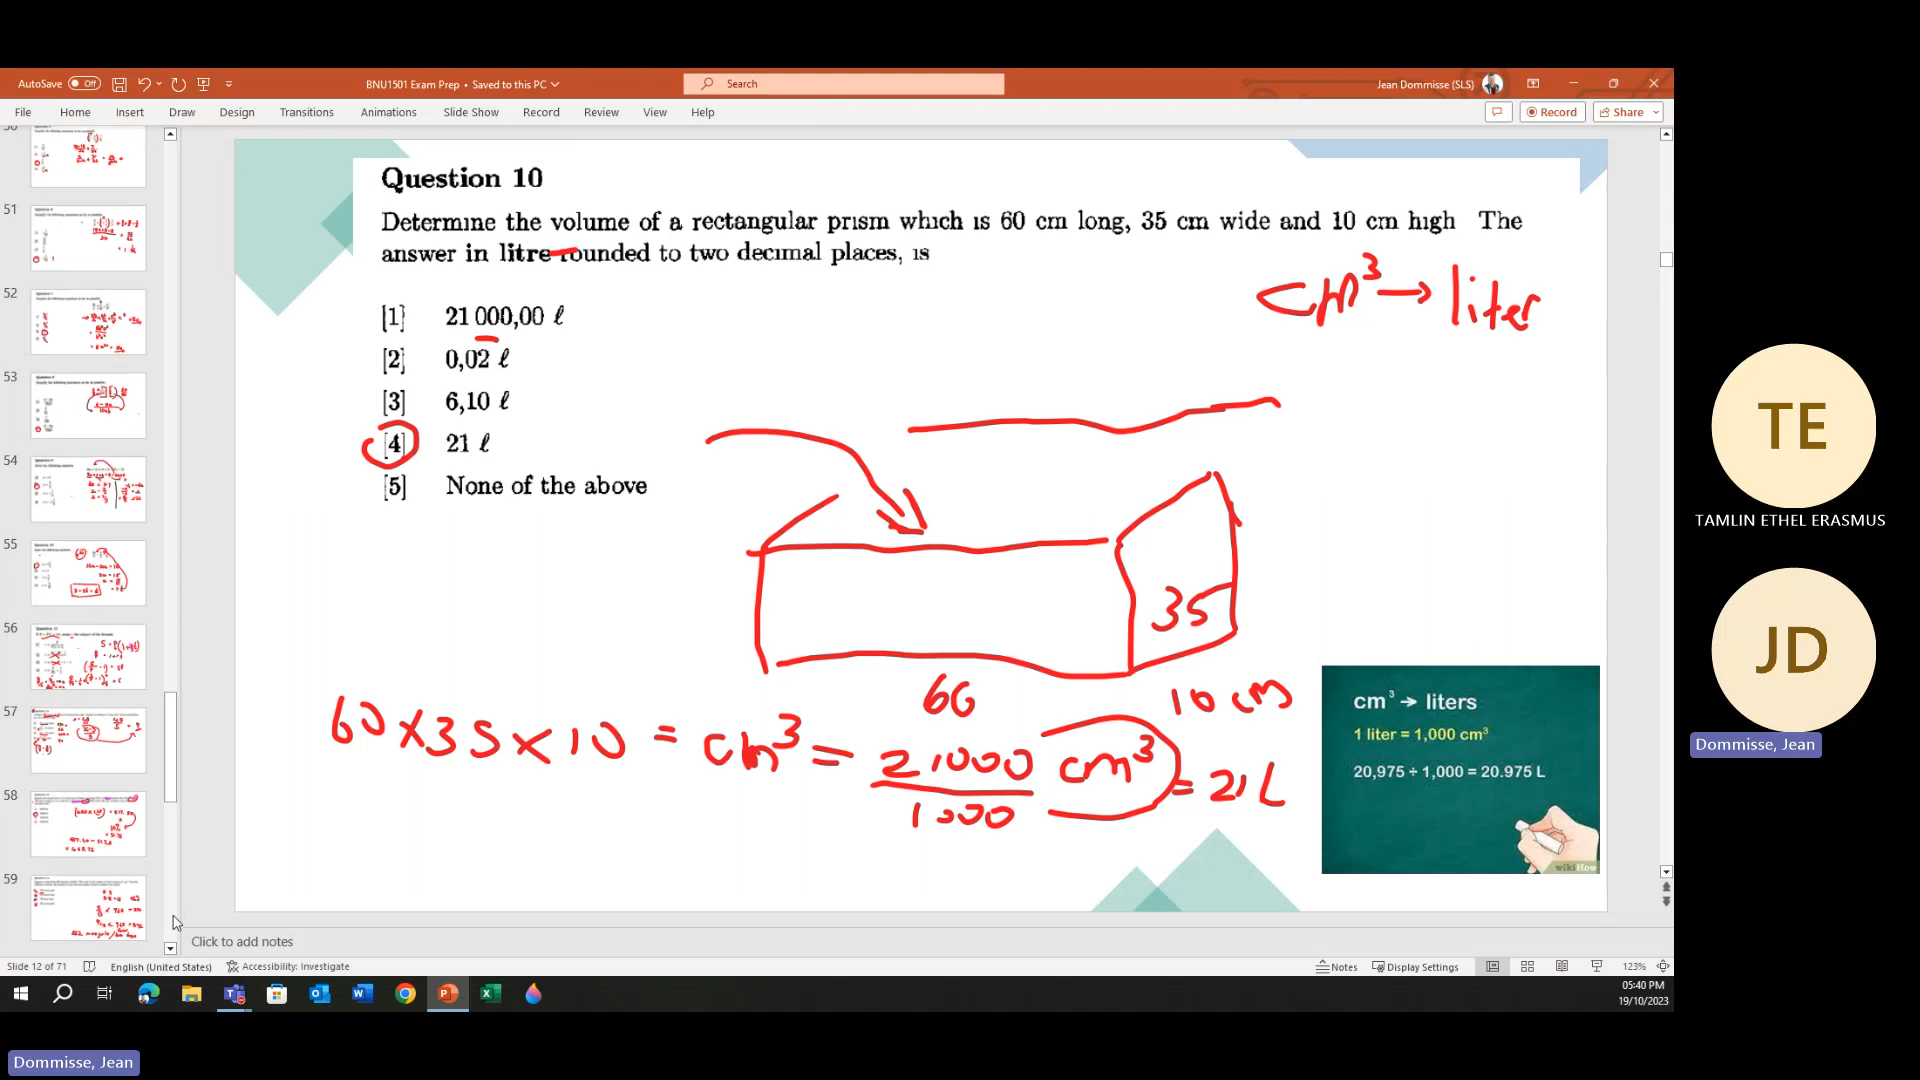 AutoSave Off
BNU1501 Exam Prep • Saved to this PC
Search
Jean Dommisse (SLS)
File Home Insert Draw Design Transitions Animations Slide Show Record Review View Help
Record Share
51
52
53
54
55
56
57
58
59
Question 10
Determine the volume of a rectangular prism which is 60 cm long, 35 cm wide and 10 cm high The
answer in litre rounded to two decimal places, is
cm³ → liter
[1] 21 000,00 ℓ
[2] 0,02 ℓ
[3] 6,10 ℓ
[4] 21 ℓ
[5] None of the above
35
60
10 cm
60 x 35 x 10 = cm³ = 21000 cm³ = 21 L
1000
cm³ → liters
1 liter = 1,000 cm³
20,975 ÷ 1,000 = 20.975 L
wikiHow
Click to add notes
Slide 12 of 71 English (United States) Accessibility: Investigate Notes Display Settings 123%
05:40 PM
19/10/2023
TE
TAMLIN ETHEL ERASMUS
JD
Dommisse, Jean
Dommisse, Jean